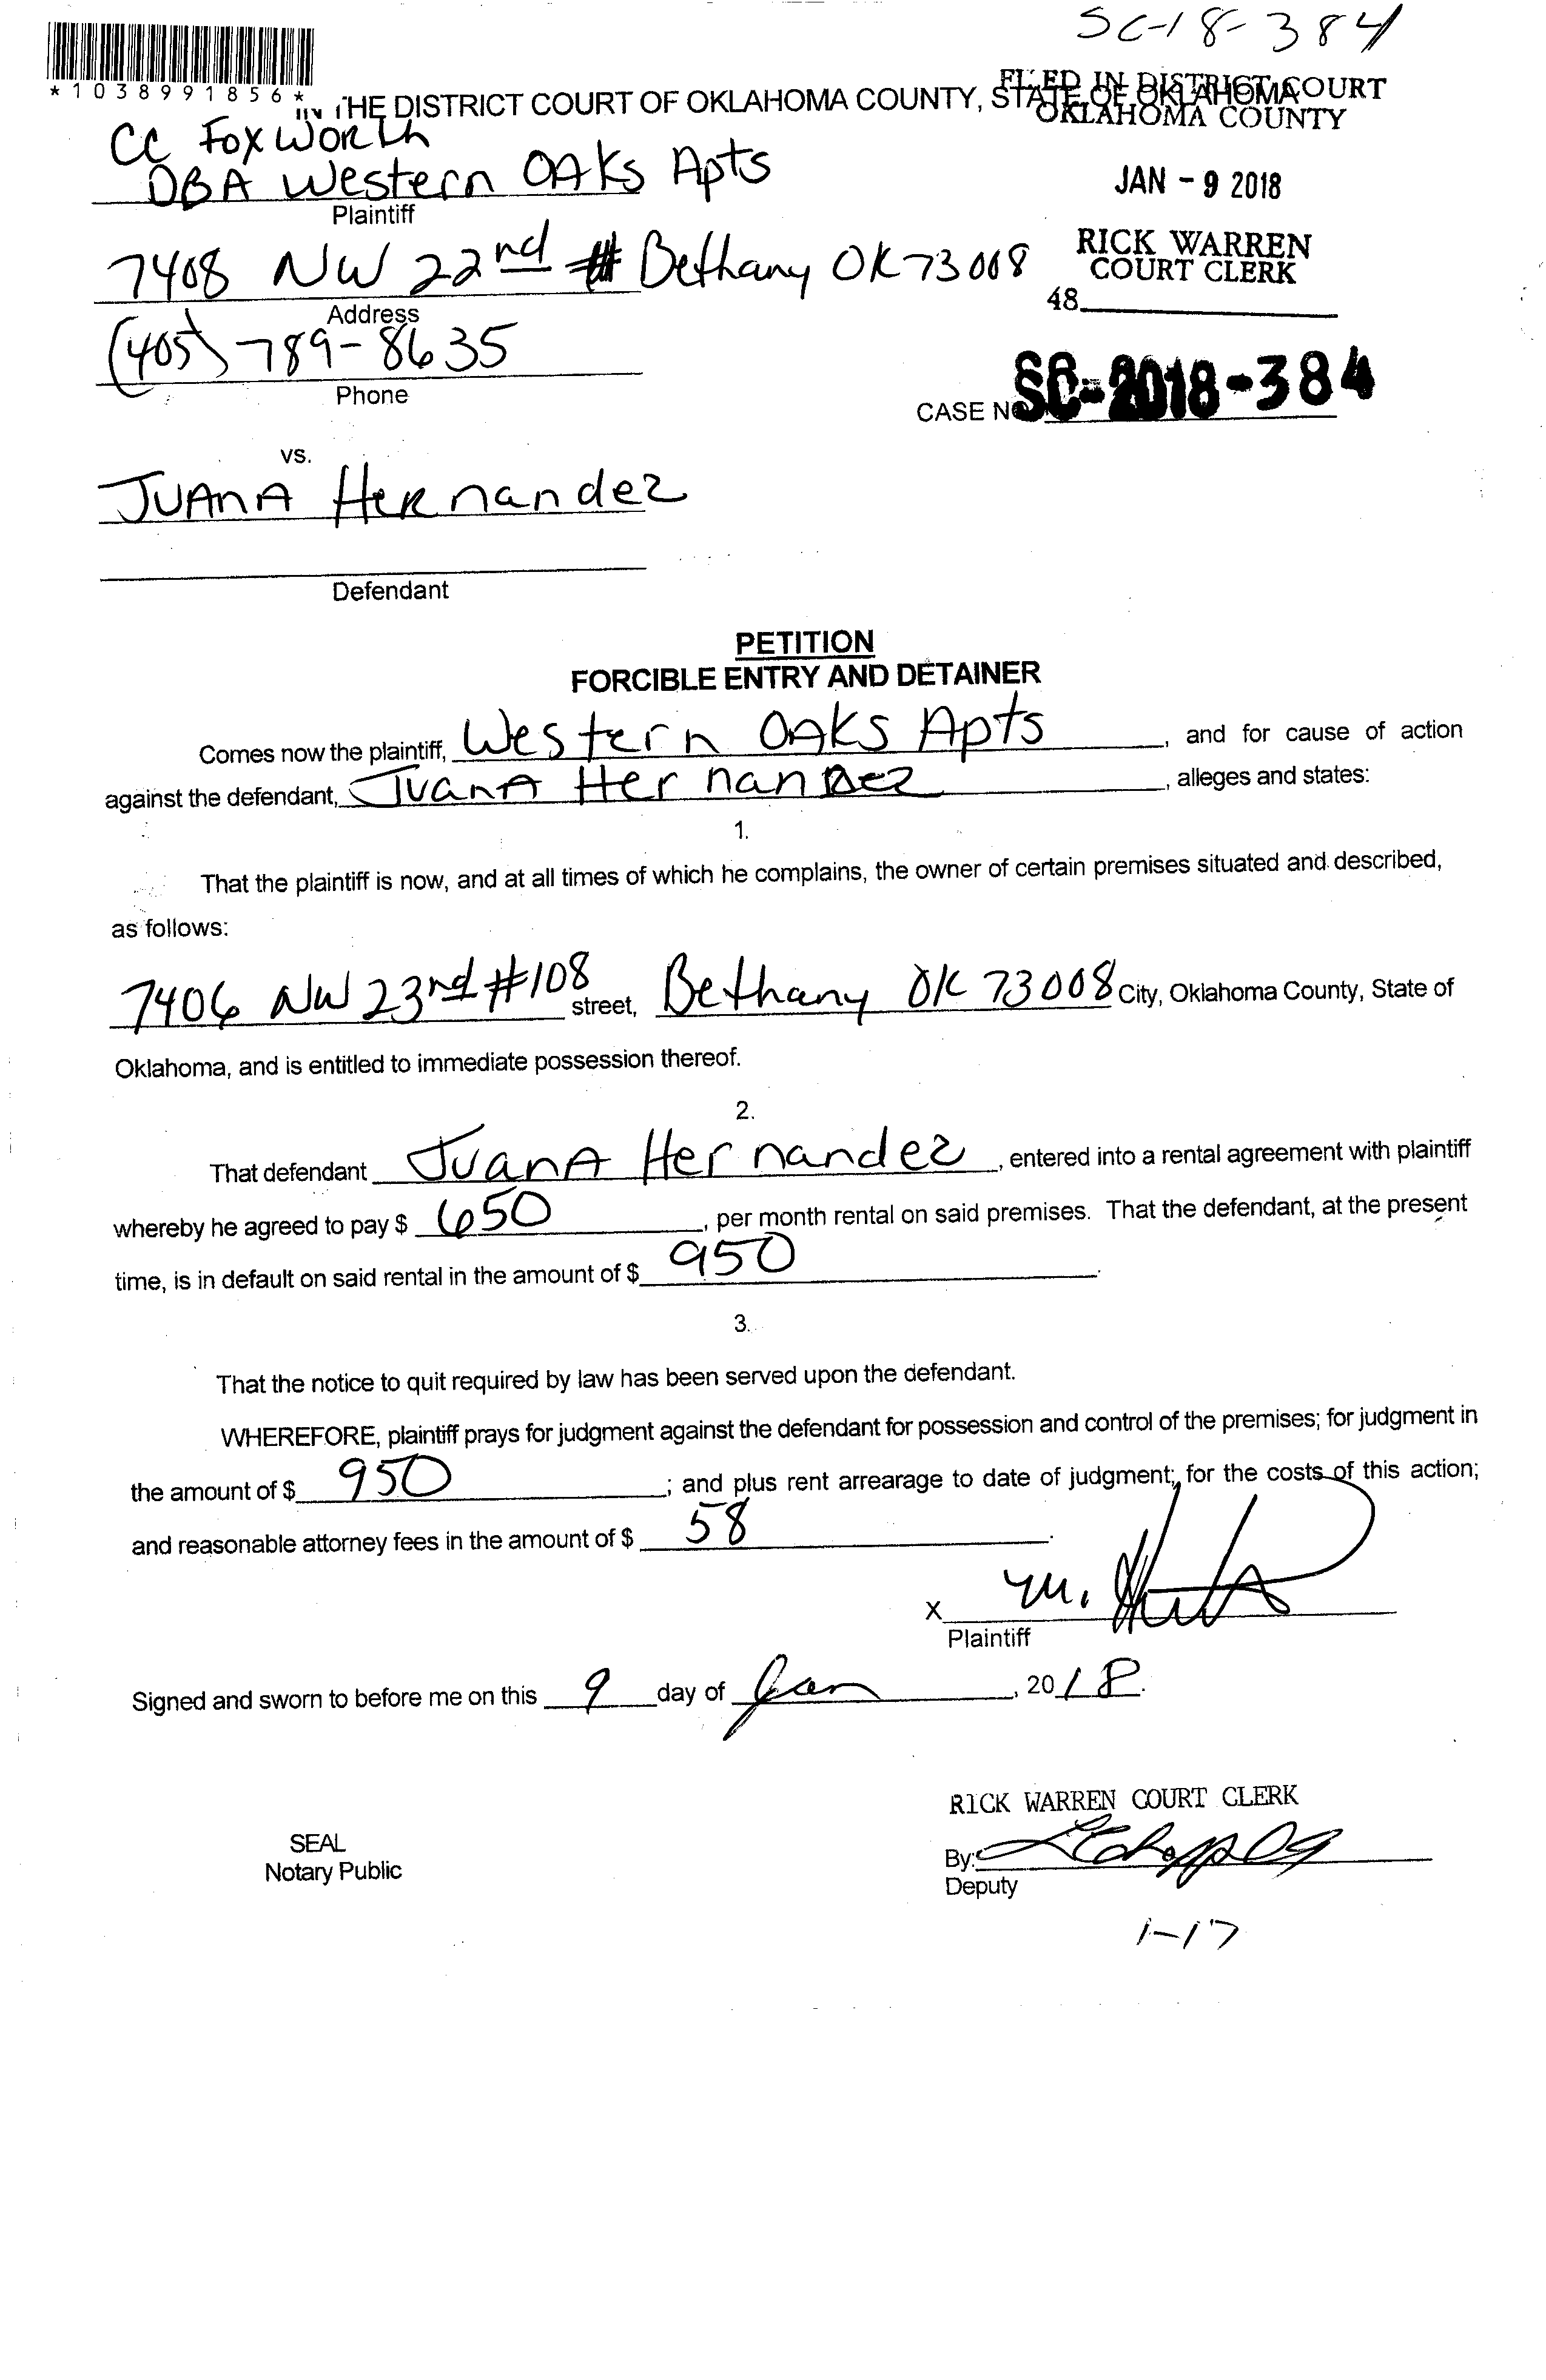 SC-18-384
*1038991856*
IN THE DISTRICT COURT OF OKLAHOMA COUNTY, STATE OF OKLAHOMA
FILED IN DISTRICT COURT
OKLAHOMA COUNTY
CC FoxWorth
DBA Western OAKs Apts
Plaintiff
JAN - 9 2018
7408 NW 22nd # Bethany OK 73008
Address
RICK WARREN
COURT CLERK
48
(405) 789-8635
Phone
CASE NO. SC-2018-384
vs.
JUAnA HeRnandez
Defendant
PETITION
FORCIBLE ENTRY AND DETAINER
Comes now the plaintiff, Western OAKS Apts, and for cause of action
against the defendant, JuanA HernanDez, alleges and states:
1.
That the plaintiff is now, and at all times of which he complains, the owner of certain premises situated and described,
as follows:
7406 NW 23rd #108 street, Bethany OK 73008 City, Oklahoma County, State of
Oklahoma, and is entitled to immediate possession thereof.
2.
That defendant JuanA Hernandez, entered into a rental agreement with plaintiff
whereby he agreed to pay $ 650, per month rental on said premises. That the defendant, at the present
time, is in default on said rental in the amount of $ 950.
3.
That the notice to quit required by law has been served upon the defendant.
WHEREFORE, plaintiff prays for judgment against the defendant for possession and control of the premises; for judgment in
the amount of $ 950; and plus rent arrearage to date of judgment; for the costs of this action;
and reasonable attorney fees in the amount of $ 58.
X M.
Plaintiff
Signed and sworn to before me on this 9 day of Jan, 2018.
RICK WARREN COURT CLERK
SEAL
Notary Public
By:
Deputy
1-17